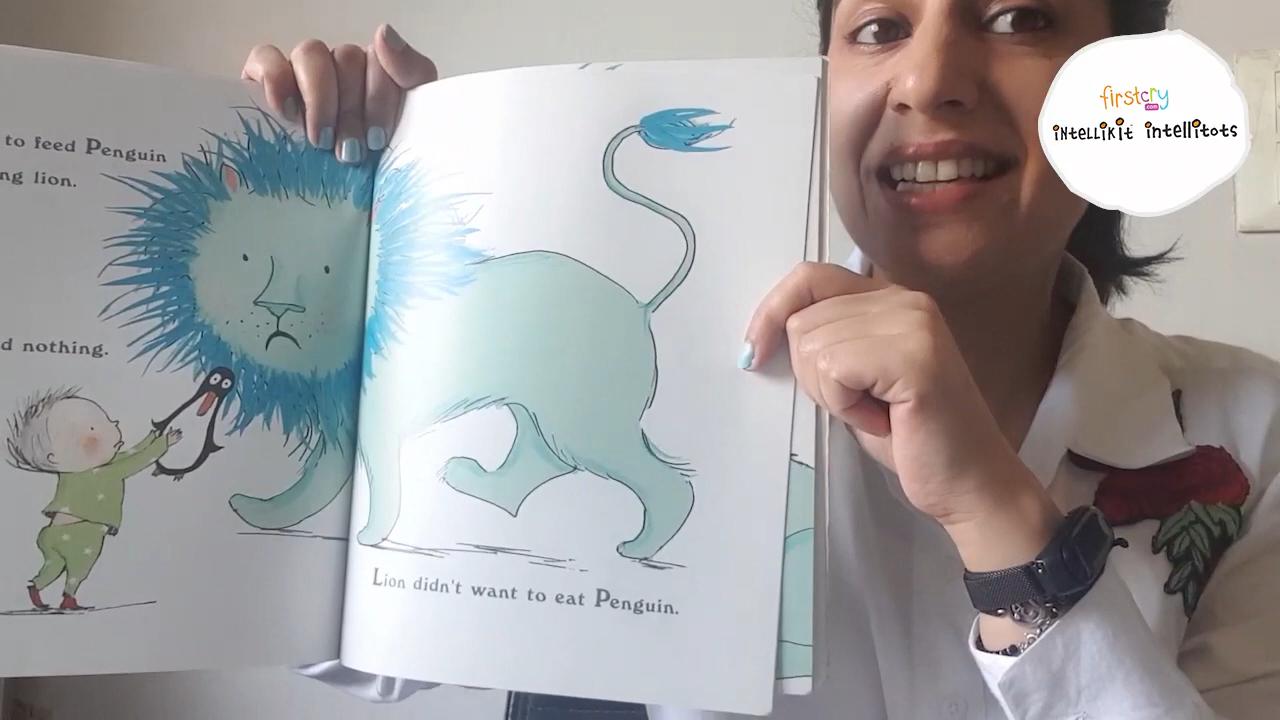 to feed Penguin
ng lion.
d nothing.
Lion didn't want to eat Penguin.
firstcry
.com
intellikit intellitots